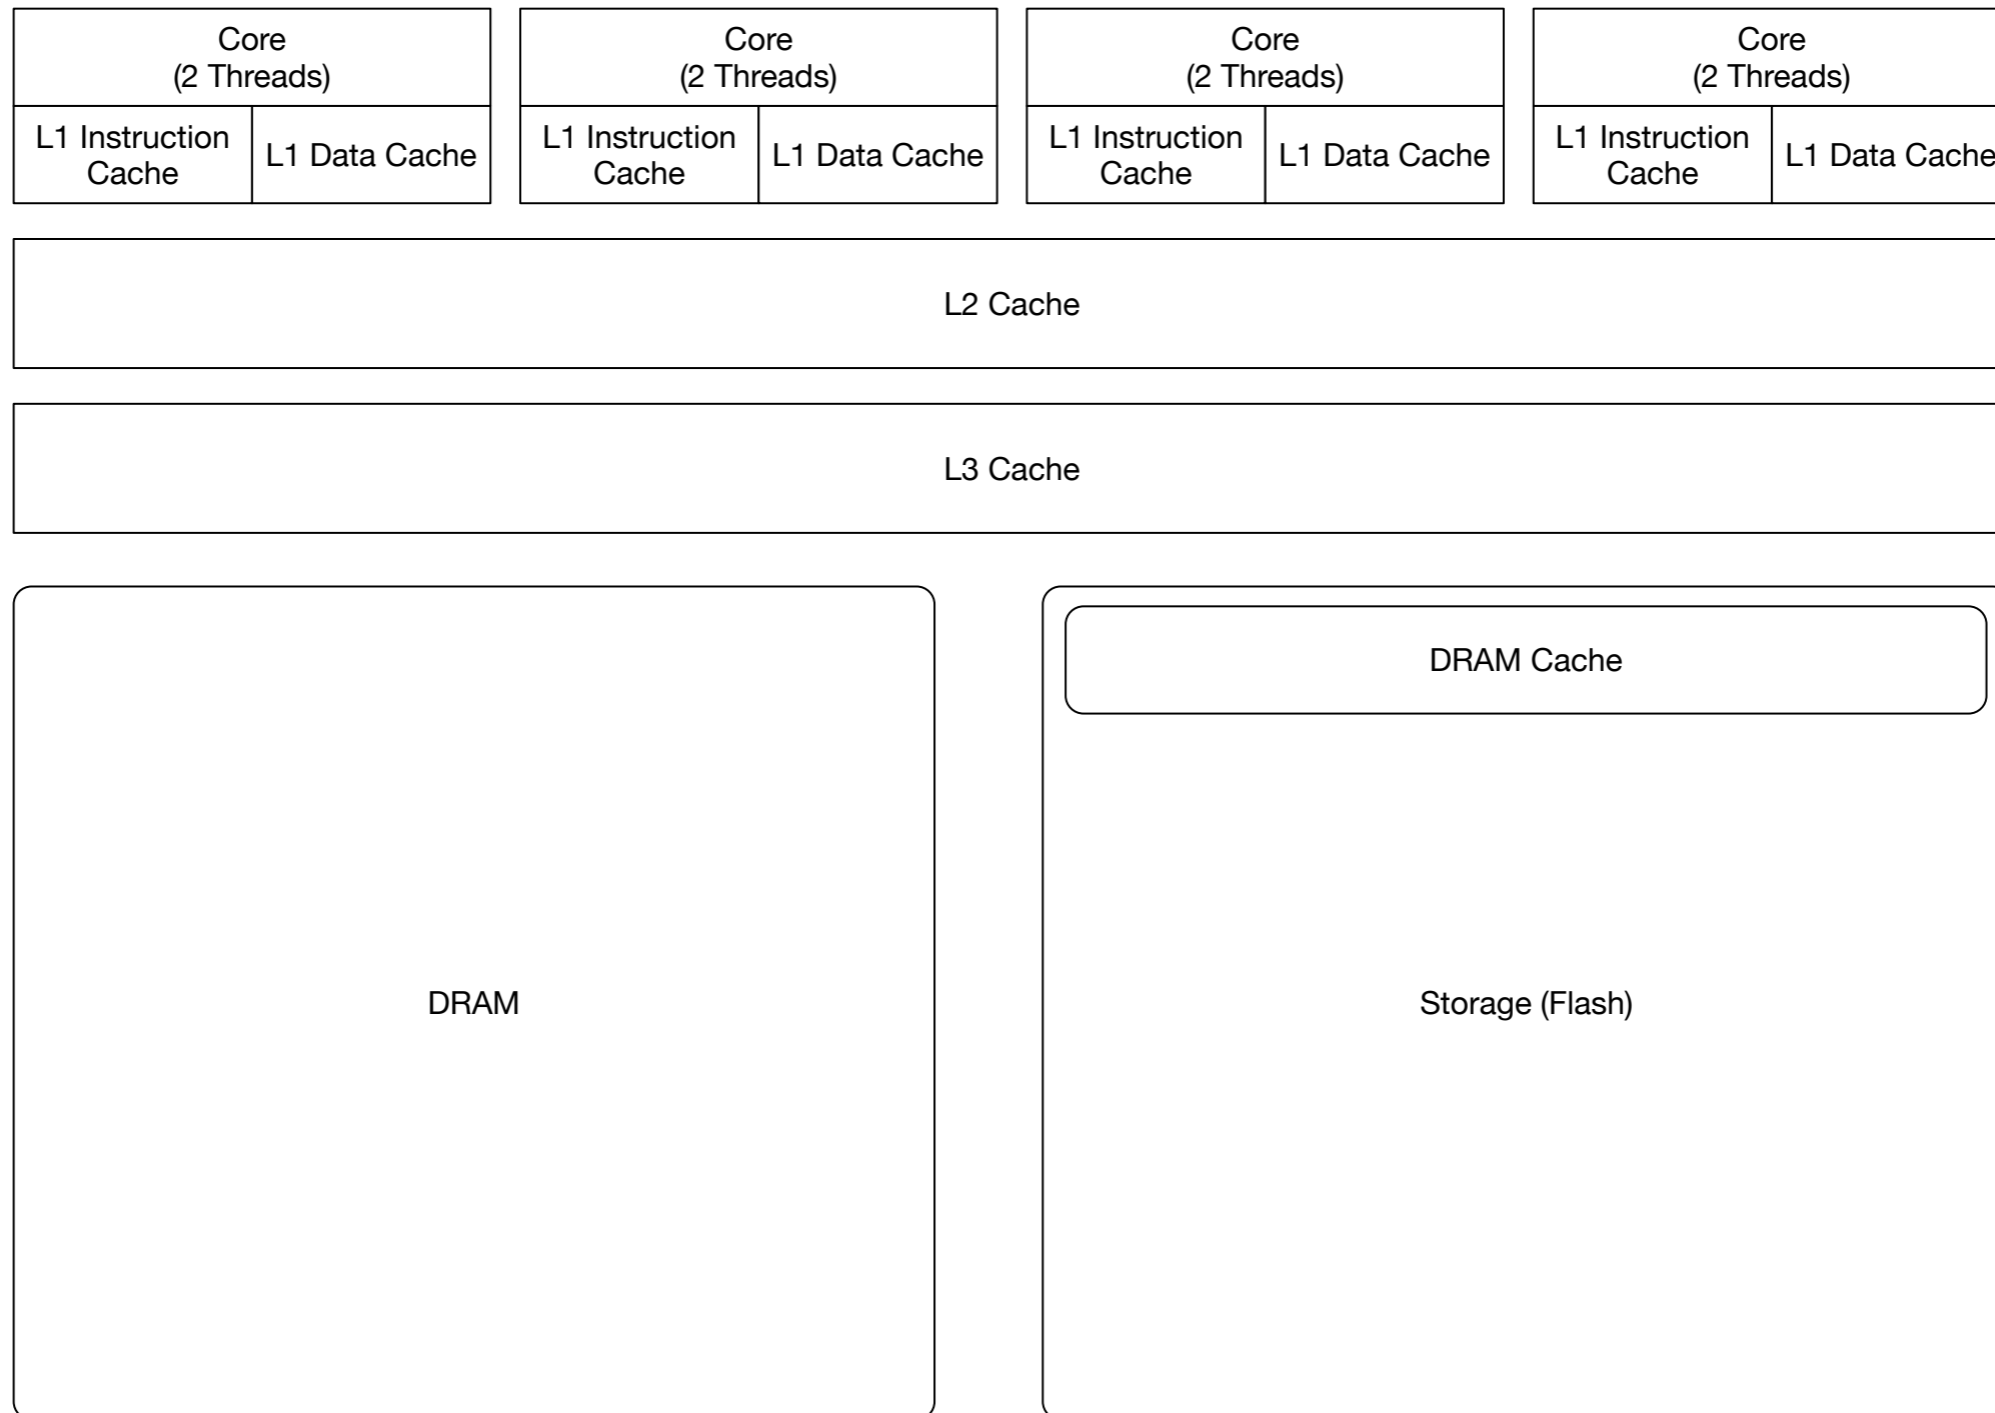 Core
(2 Threads)
L1 Instruction
Cache
L1 Data Cache
Core
(2 Threads)
L1 Instruction
Cache
L1 Data Cache
Core
(2 Threads)
L1 Instruction
Cache
L1 Data Cache
Core
(2 Threads)
L1 Instruction
Cache
L1 Data Cache
L2 Cache
L3 Cache
DRAM
DRAM Cache
Storage (Flash)